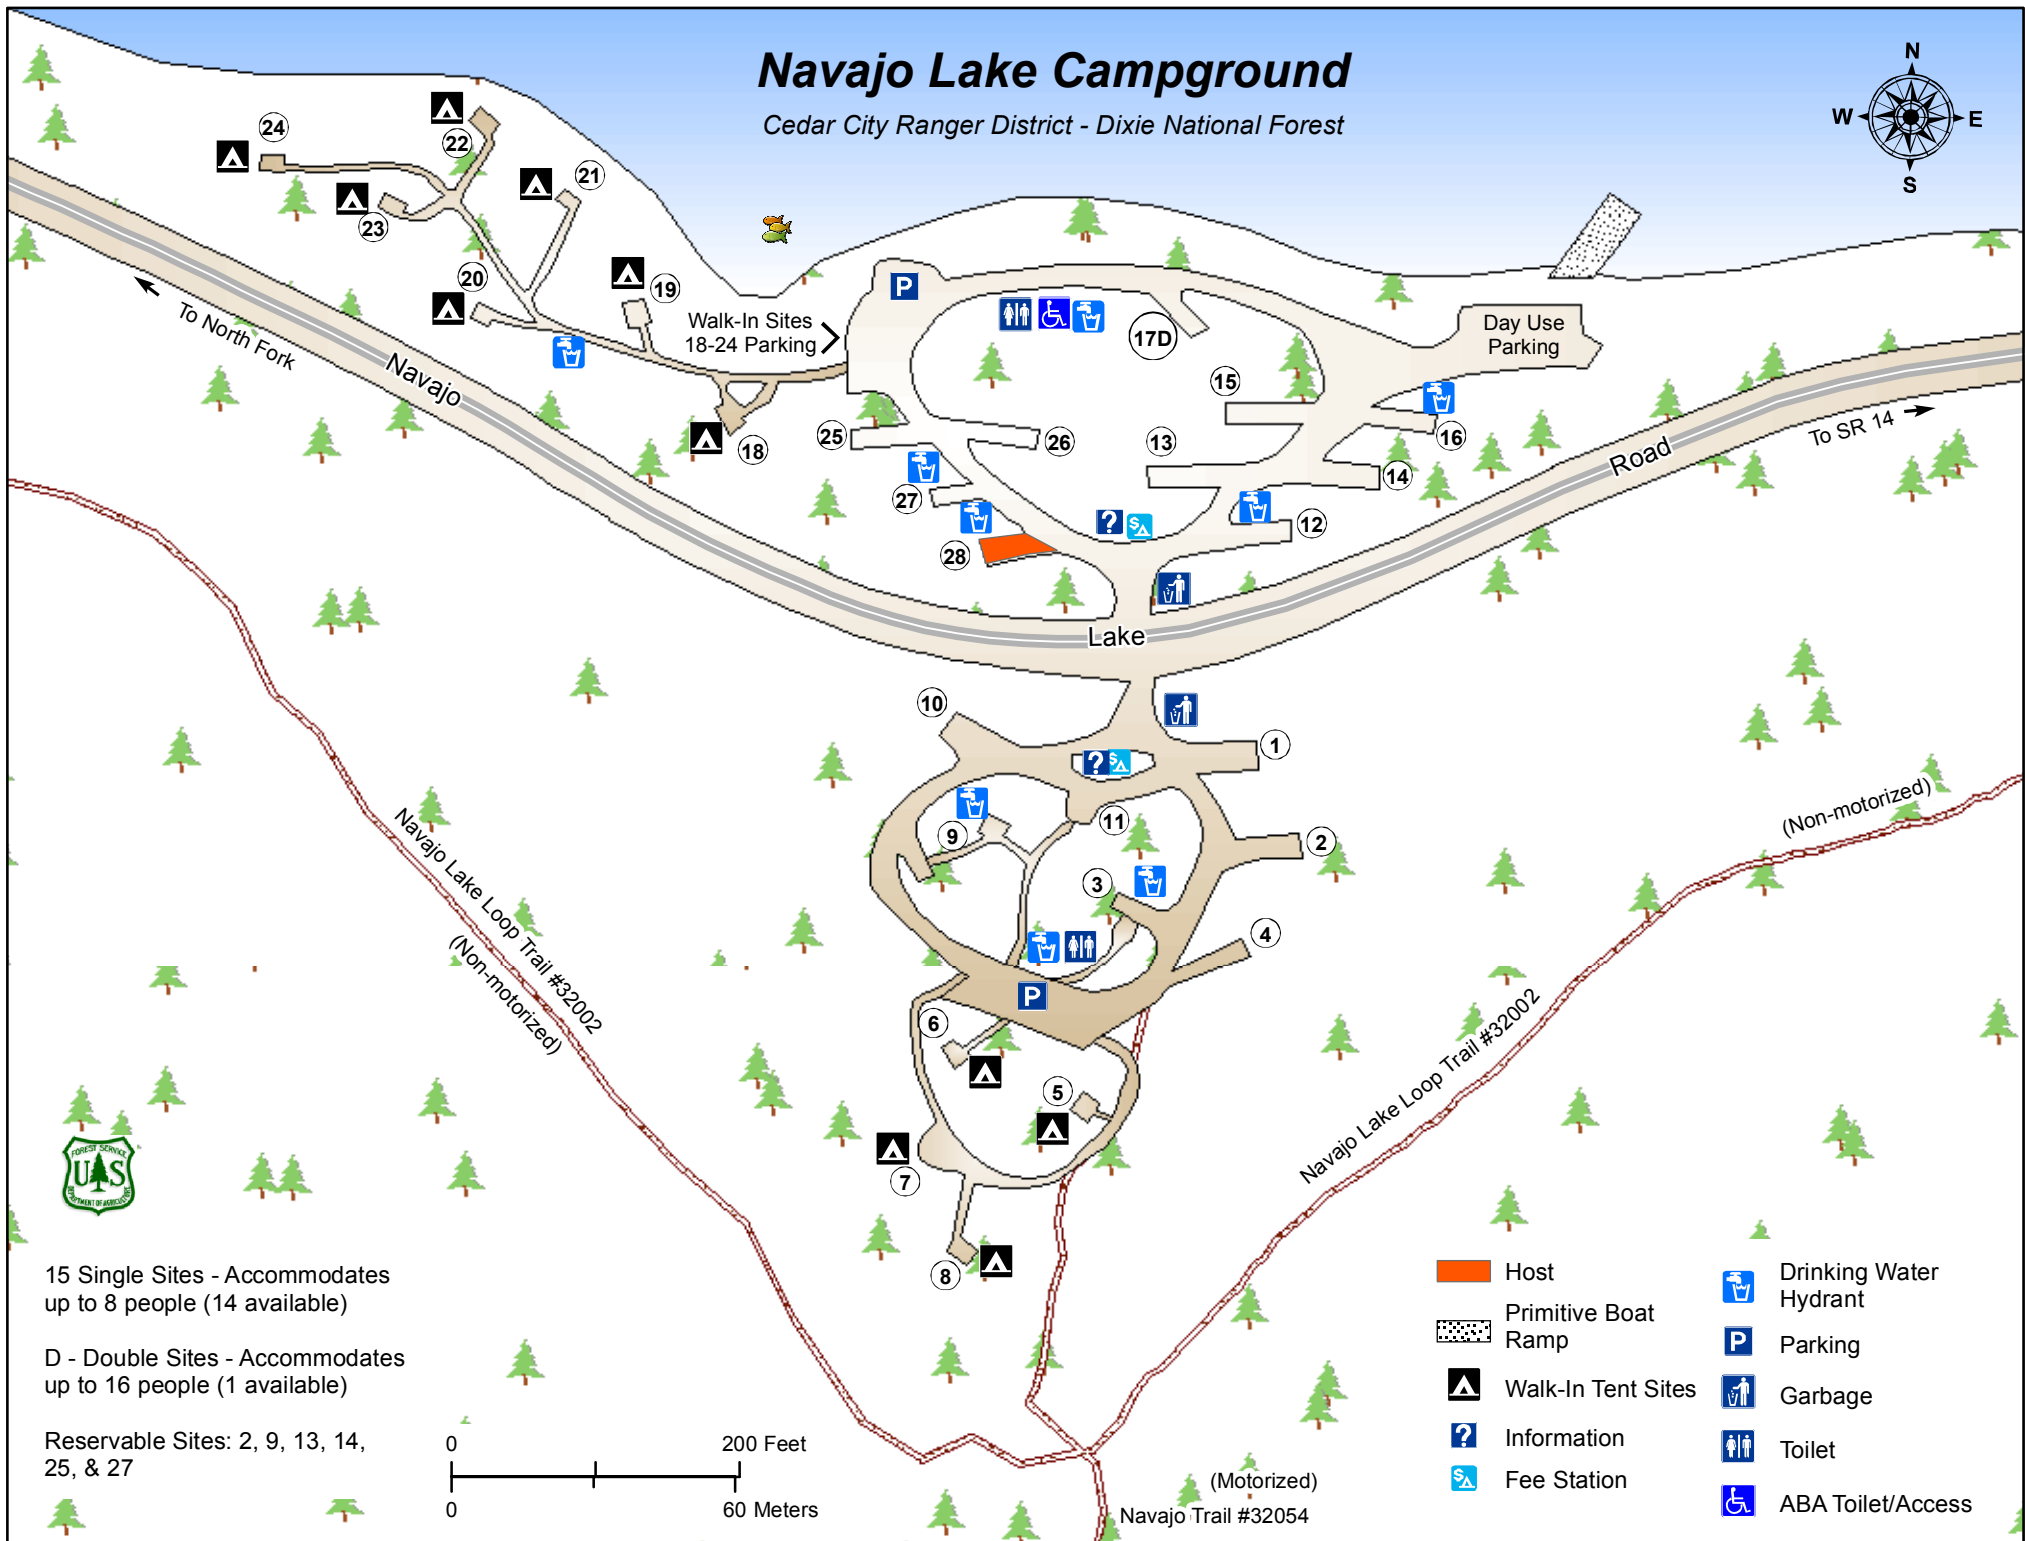 Navajo Lake Campground
Cedar City Ranger District - Dixie National Forest
N
W
E
S
24
22
21
23
20
19
18
To North Fork
Walk-In Sites
18-24 Parking
P
17D
Day Use
Parking
15
16
25
26
13
14
27
12
28
?
$
Navajo
Lake
Road
To SR 14
10
1
?
$
11
9
2
3
4
P
6
5
7
8
Navajo Lake Loop Trail #32002
(Non-motorized)
(Non-motorized)
Navajo Lake Loop Trail #32002
FOREST SERVICE
U S
DEPARTMENT OF AGRICULTURE
15 Single Sites - Accommodates
up to 8 people (14 available)
D - Double Sites - Accommodates
up to 16 people (1 available)
Reservable Sites: 2, 9, 13, 14,
25, & 27
0
200 Feet
0
60 Meters
(Motorized)
Navajo Trail #32054
Host
Primitive Boat
Ramp
Walk-In Tent Sites
?
Information
$
Fee Station
Drinking Water
Hydrant
P
Parking
Garbage
Toilet
ABA Toilet/Access